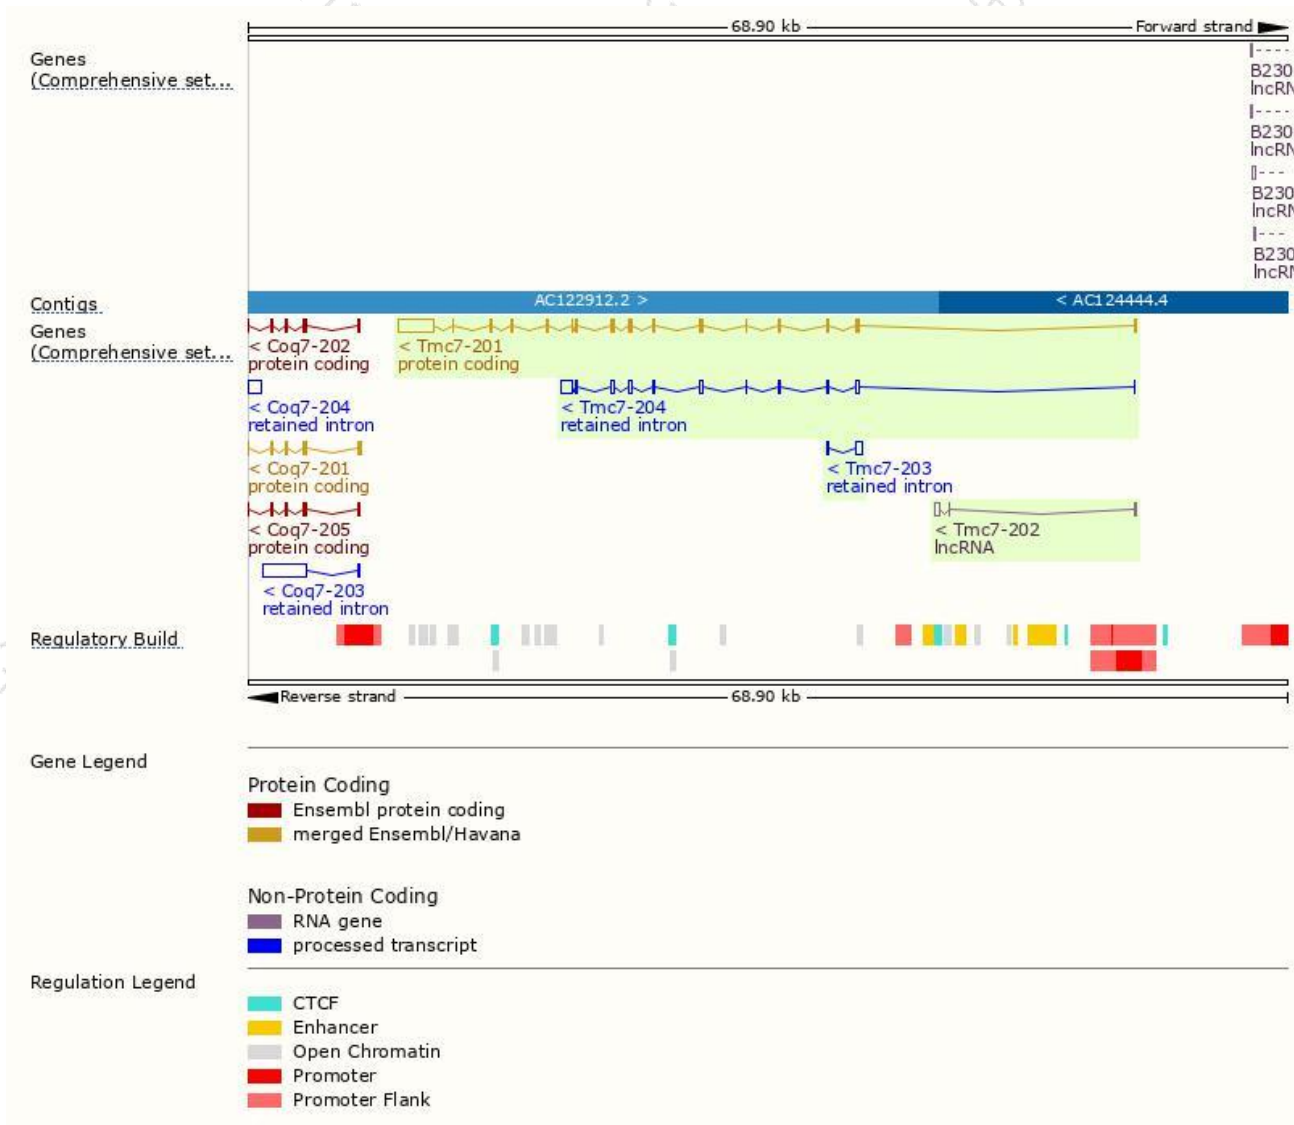 68.90 kb Forward strand
Genes
(Comprehensive set...
B230
lncRN
B230
lncRN
B230
lncRN
B230
lncRN
Contigs
AC122912.2 >
< AC124444.4
Genes
(Comprehensive set...
< Coq7-202
protein coding
< Tmc7-201
protein coding
< Coq7-204
retained intron
< Tmc7-204
retained intron
< Coq7-201
protein coding
< Tmc7-203
retained intron
< Coq7-205
protein coding
< Tmc7-202
lncRNA
< Coq7-203
retained intron
Regulatory Build
Reverse strand 68.90 kb
Gene Legend
Protein Coding
Ensembl protein coding
merged Ensembl/Havana
Non-Protein Coding
RNA gene
processed transcript
Regulation Legend
CTCF
Enhancer
Open Chromatin
Promoter
Promoter Flank